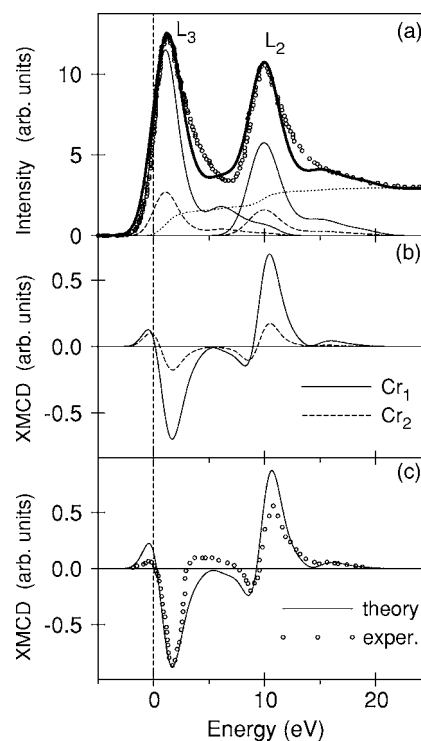 L3
L2
(a)
10
5
0
Intensity (arb. units)
(b)
0.5
0.0
-0.5
XMCD (arb. units)
Cr1
Cr2
(c)
0.5
0.0
-0.5
XMCD (arb. units)
theory
exper.
0
10
20
Energy (eV)